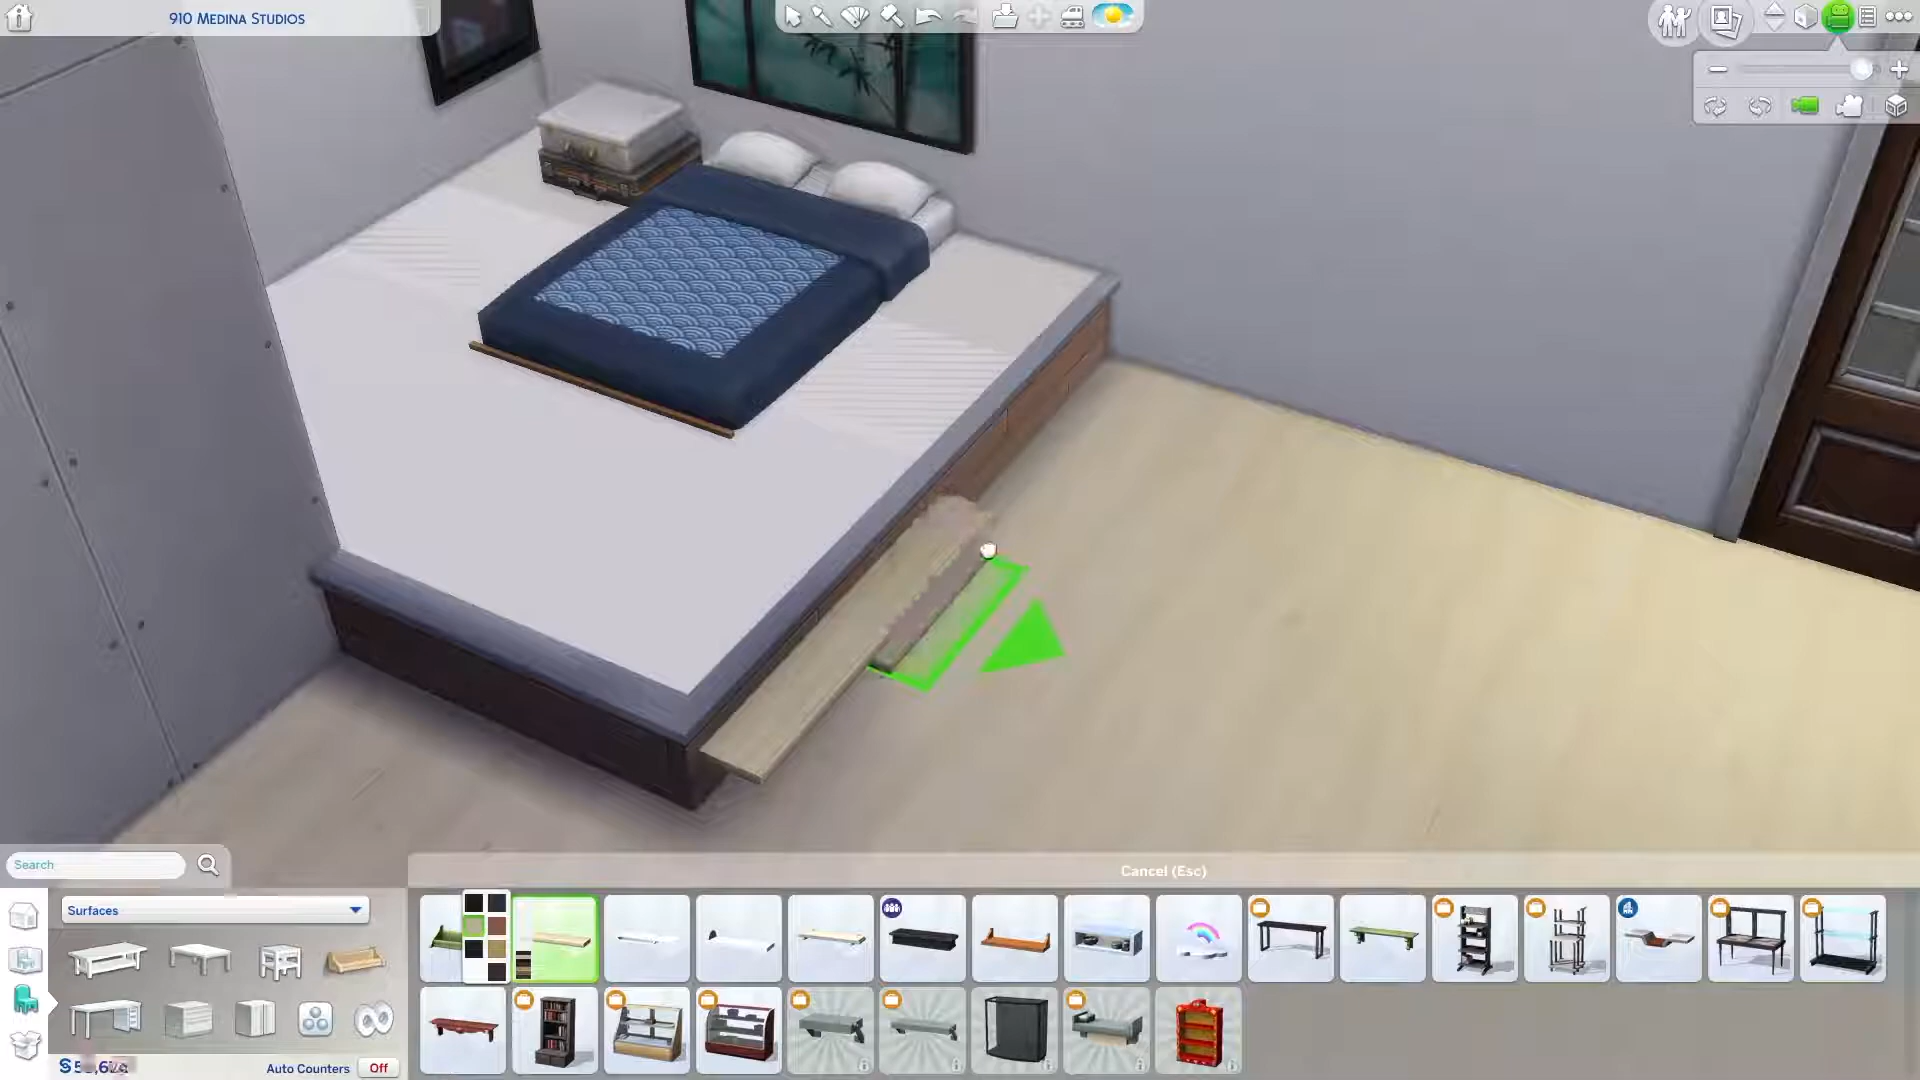 910 Medina Studios
Search
Cancel (Esc)
Surfaces
Auto Counters
Off